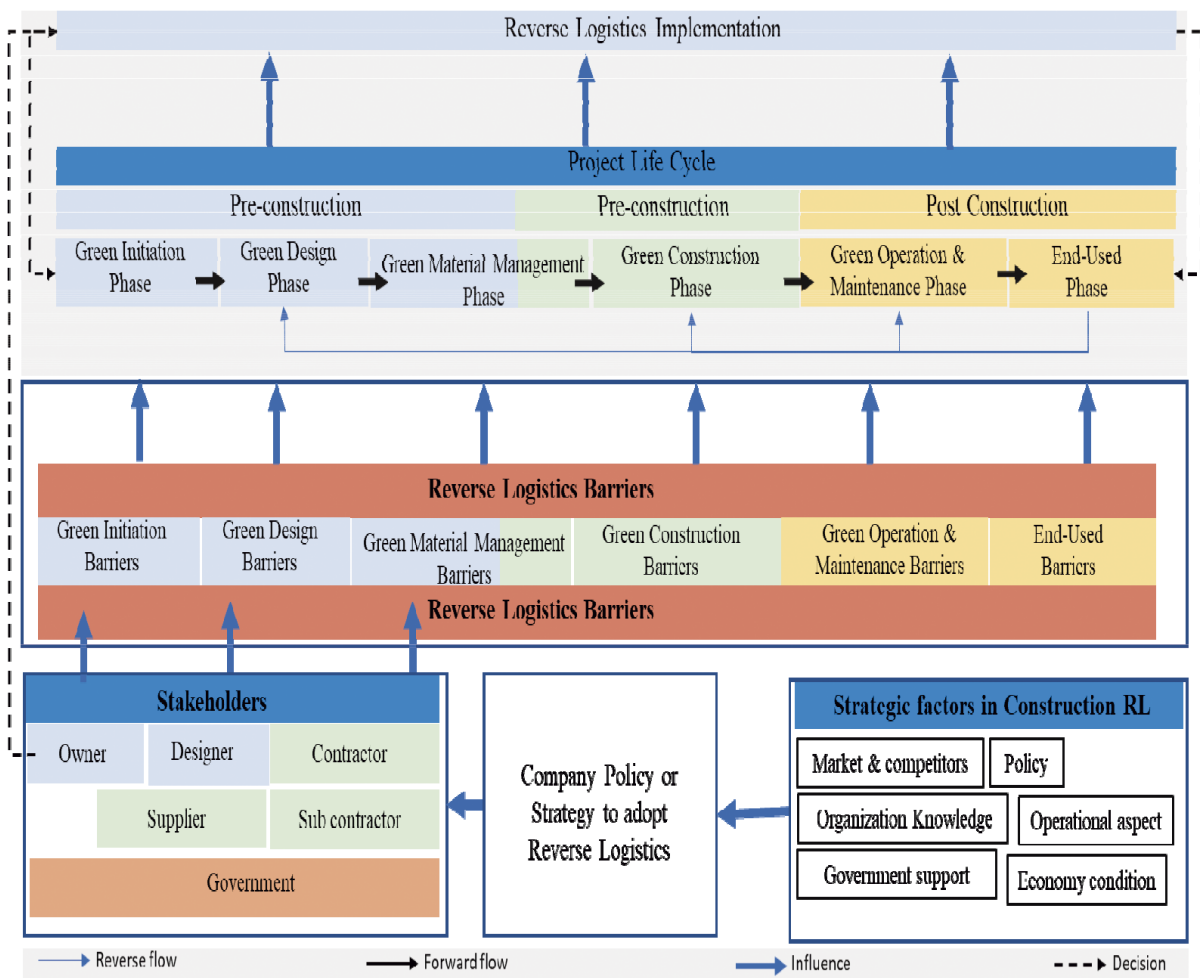 Reverse Logistics Implementation
Project Life Cycle
Pre-construction
Pre-construction
Post Construction
Green Initiation
Phase
Green Design
Phase
Green Material Management
Phase
Green Construction
Phase
Green Operation &
Maintenance Phase
End-Used
Phase
Reverse Logistics Barriers
Green Initiation
Barriers
Green Design
Barriers
Green Material Management
Barriers
Green Construction
Barriers
Green Operation &
Maintenance Barriers
End-Used
Barriers
Reverse Logistics Barriers
Stakeholders
Owner
Designer
Contractor
Supplier
Sub contractor
Government
Company Policy or
Strategy to adopt
Reverse Logistics
Strategic factors in Construction RL
Market & competitors
Policy
Organization Knowledge
Operational aspect
Government support
Economy condition
Reverse flow
Forward flow
Influence
Decision